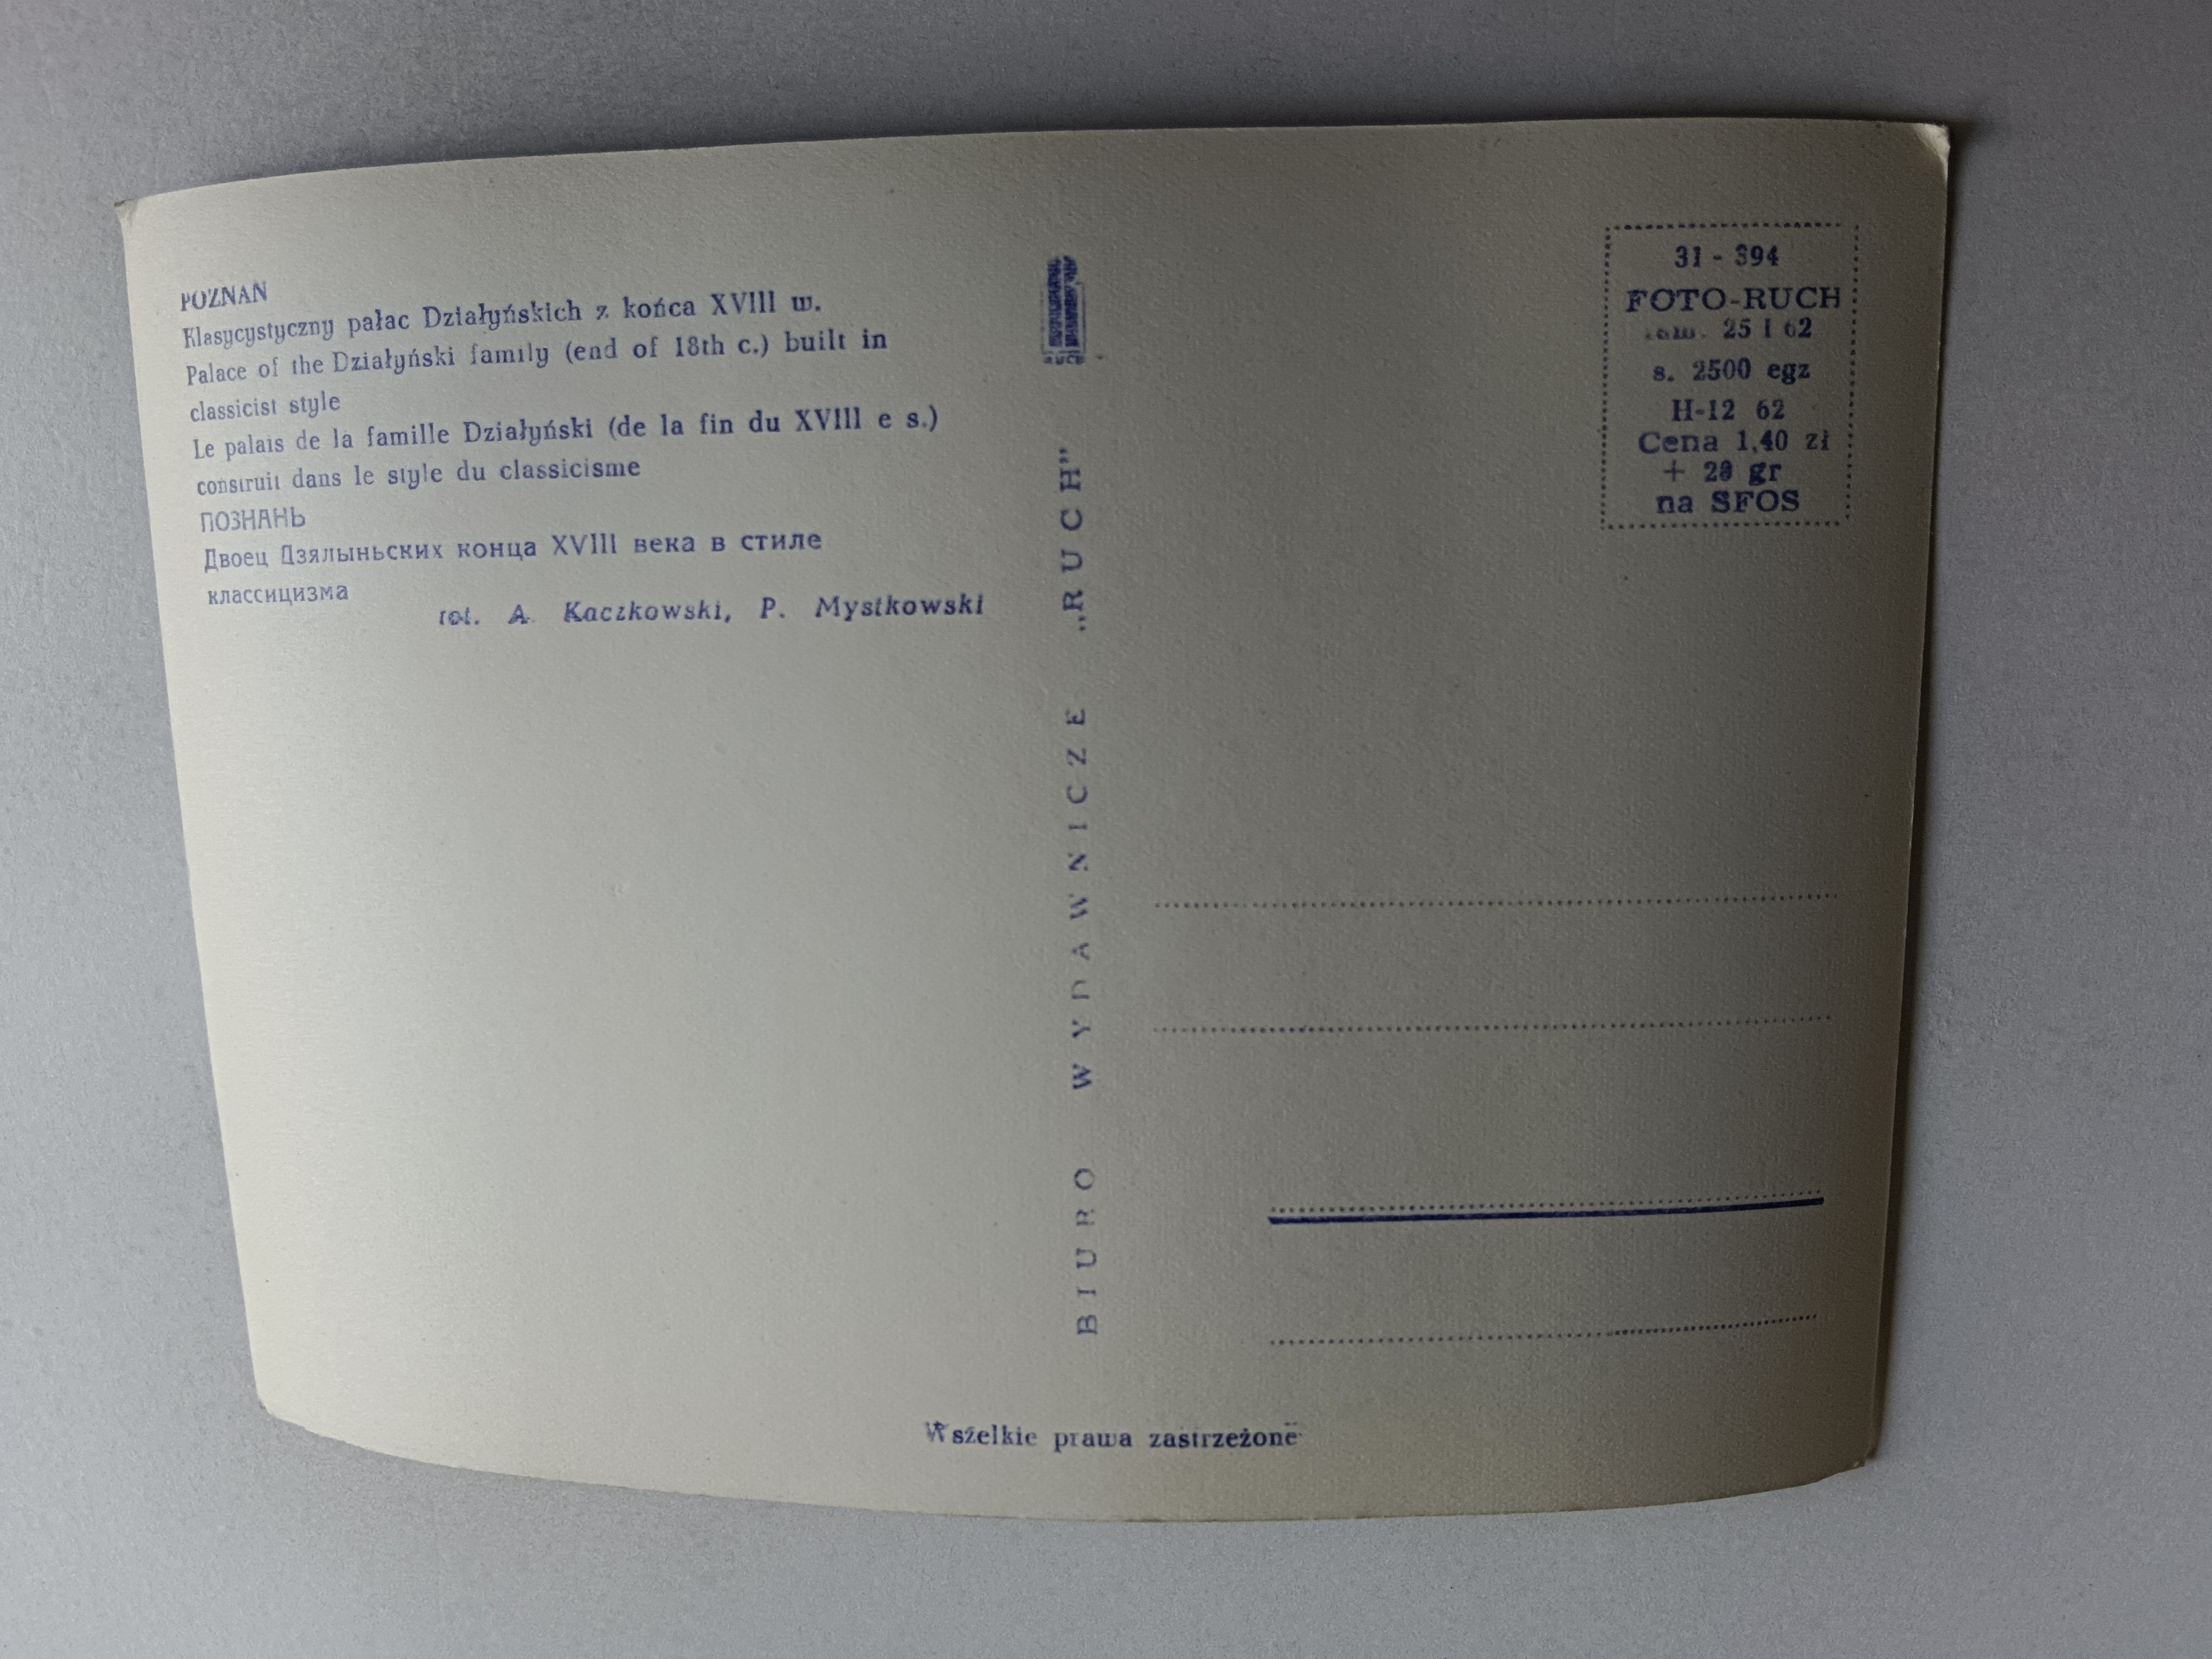 POZNAŃ
Klasycystyczny pałac Działyńskich z końca XVIII w.
Palace of the Działyński family (end of 18th c.) built in
classicist style
Le palais de la famille Działyński (de la fin du XVIII e s.)
construit dans le style du classicisme
ПОЗНАНЬ
Двоец Дзялыньских конца XVIII века в стиле
классицизма
fot. A. Kaczkowski, P. Mystkowski
RUCH
BIURO WYDAWNICZE „RUCH”
31 - 394
FOTO-RUCH
zam. 25 I 62
s. 2500 egz
H-12 62
Cena 1,40 zł
+ gr
na SFOS
Wszelkie prawa zastrzeżone